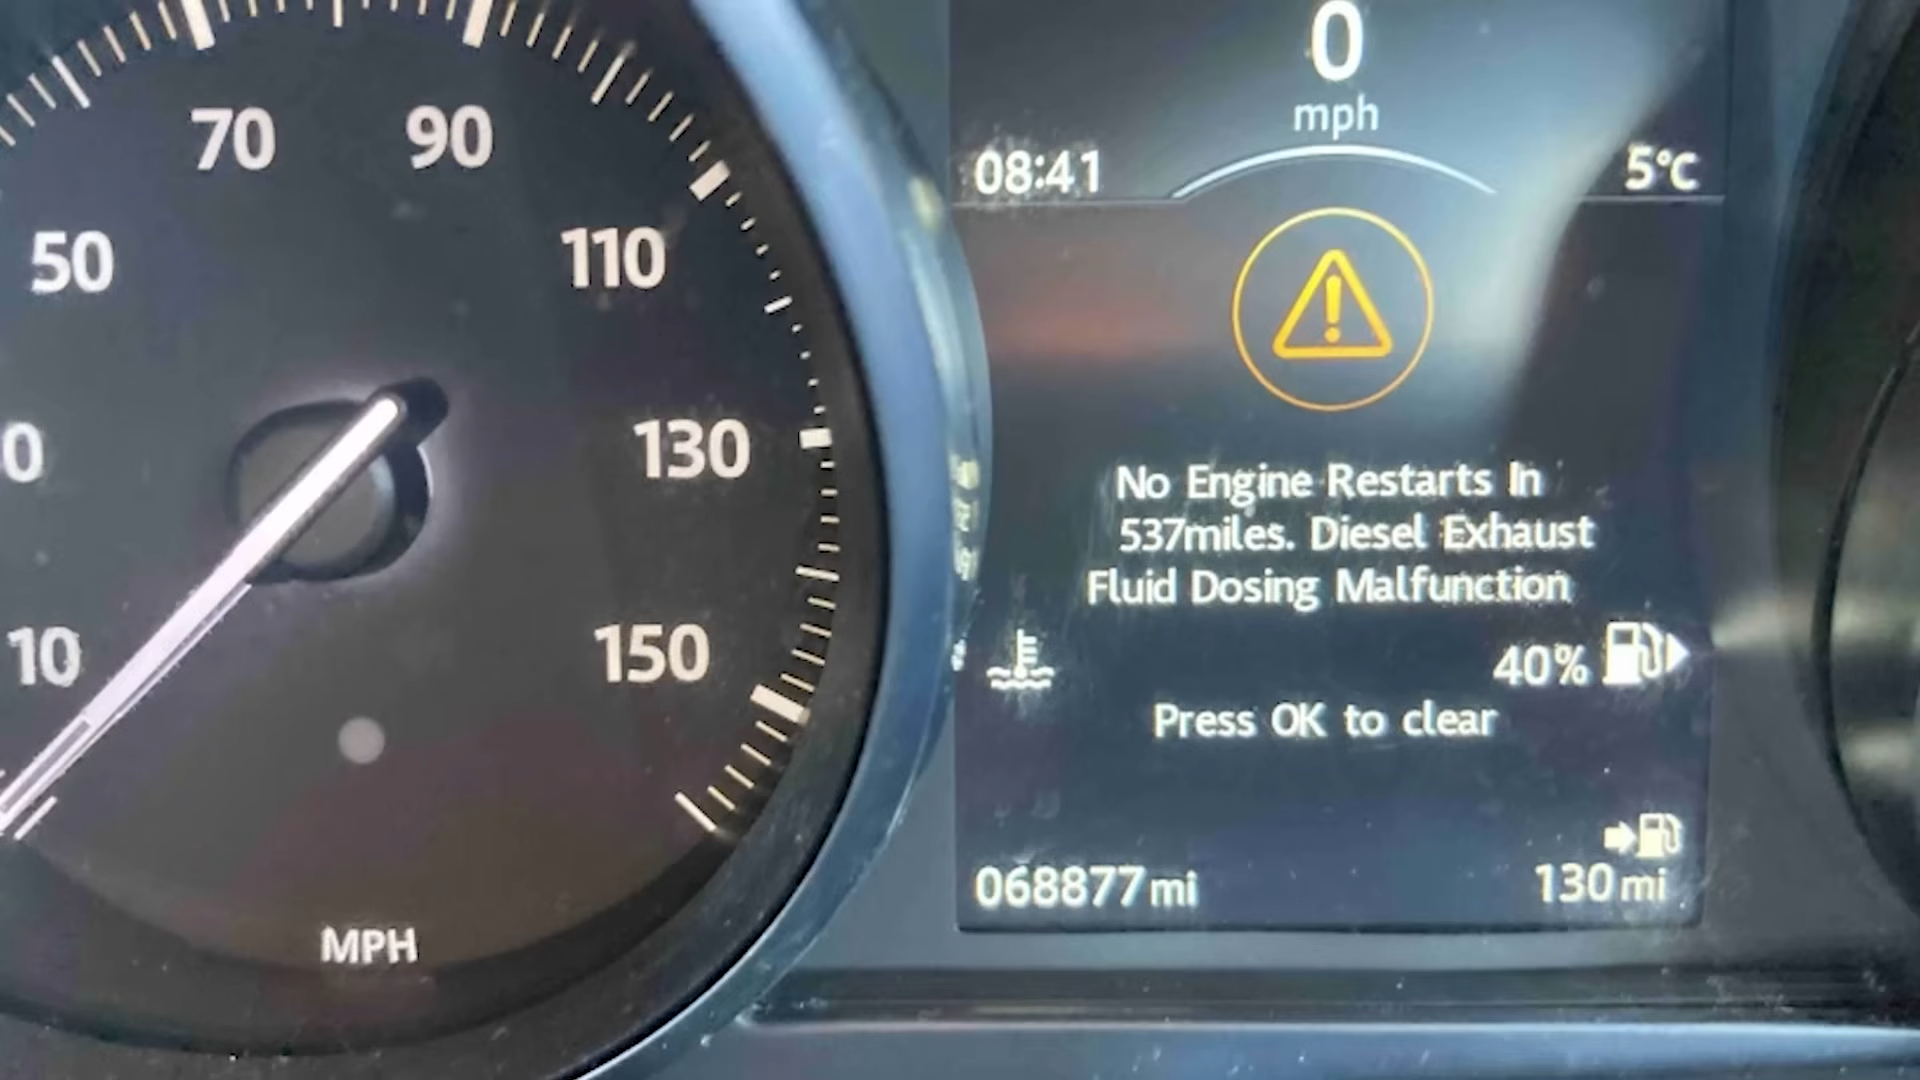 70
90
50
110
130
0
10
150
MPH
0
mph
08:41
5°C
No Engine Restarts In
537miles. Diesel Exhaust
Fluid Dosing Malfunction
40%
Press OK to clear
068877 mi
130 mi